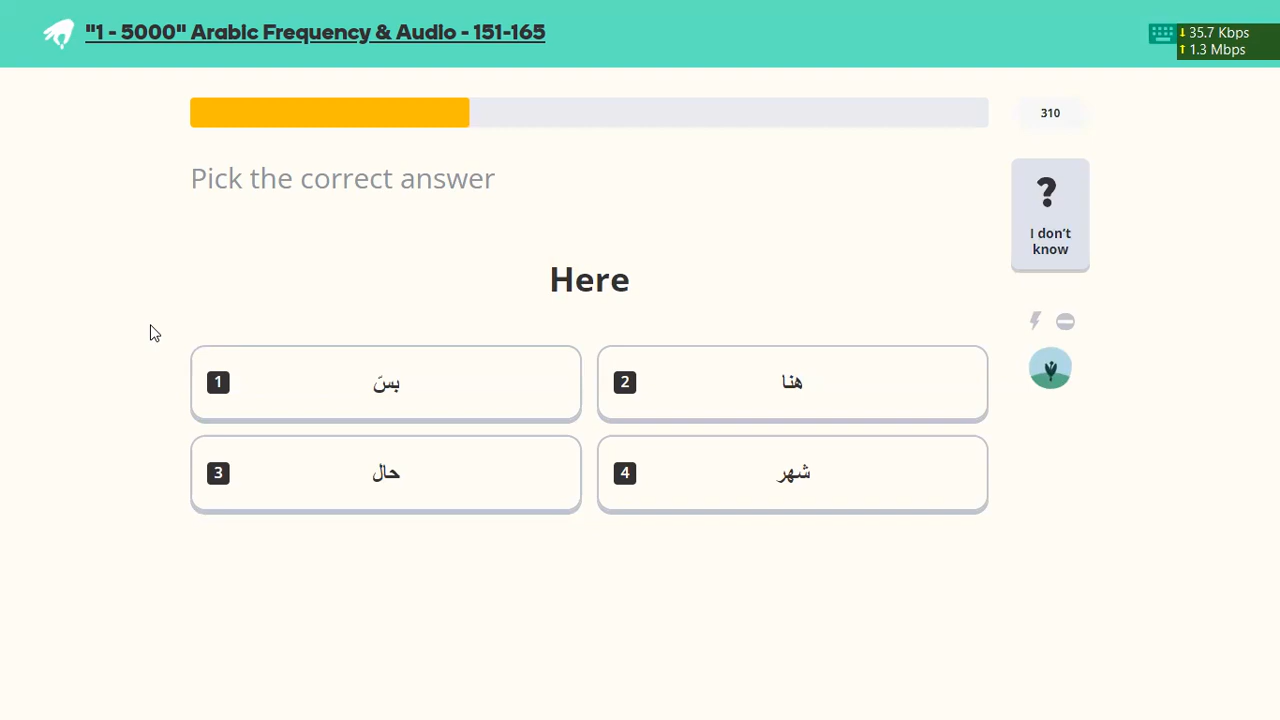 "1 - 5000" Arabic Frequency & Audio - 151-165
↓ 35.7 Kbps
↑ 1.3 Mbps
310
Pick the correct answer
?
I don't
know
Here
1 بسّ
2 هنا
3 حال
4 شهر